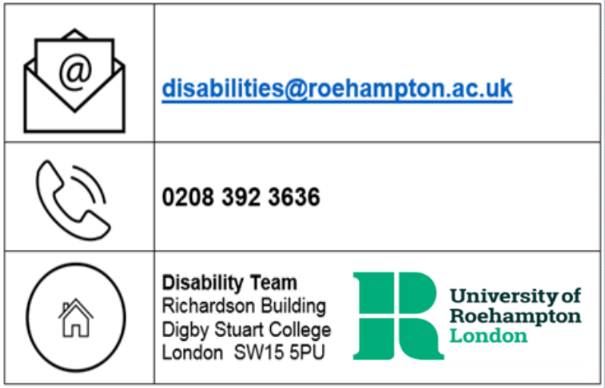 @
disabilities@roehampton.ac.uk
0208 392 3636
Disability Team
Richardson Building
Digby Stuart College
London SW15 5PU
R
University of
Roehampton
London